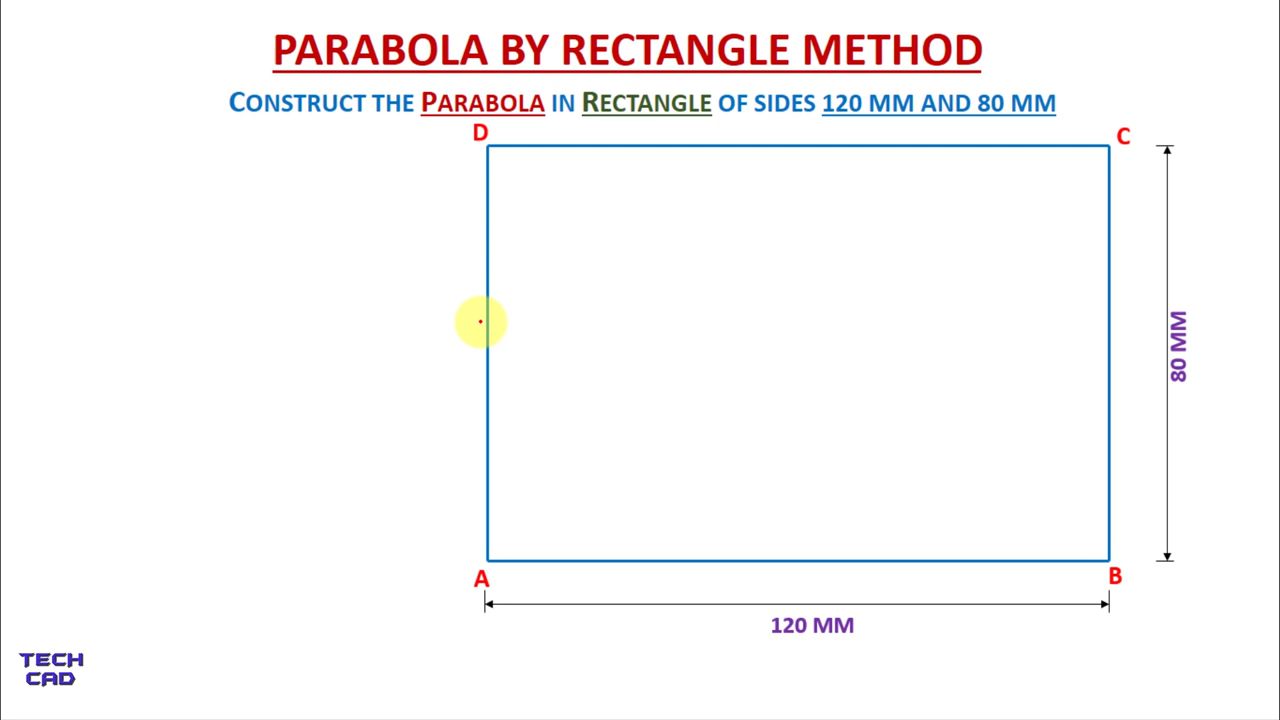 PARABOLA BY RECTANGLE METHOD
CONSTRUCT THE PARABOLA IN RECTANGLE OF SIDES 120 MM AND 80 MM
D
C
80 MM
A
B
120 MM
TECH
CAD